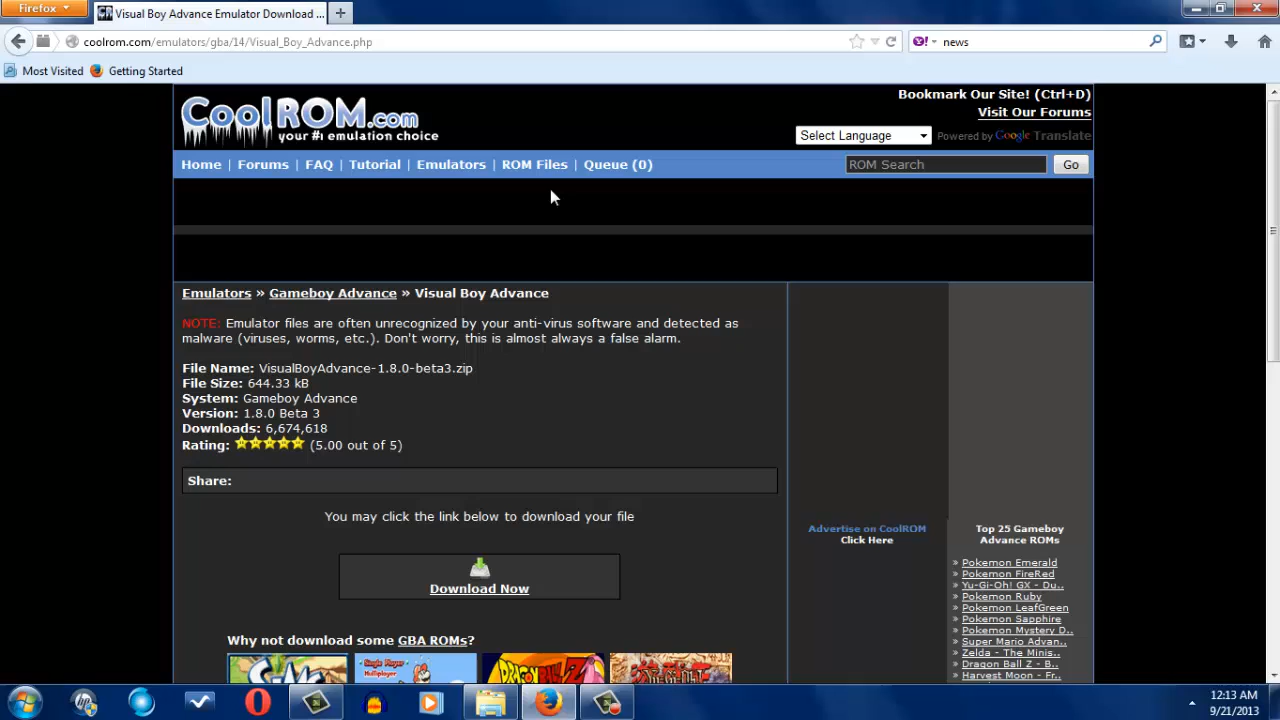 Firefox
Visual Boy Advance Emulator Download ...
coolrom.com/emulators/gba/14/Visual_Boy_Advance.php
news
Most Visited
Getting Started
CoolROM.com
your #1 emulation choice
Bookmark Our Site! (Ctrl+D)
Visit Our Forums
Select Language
Powered by Google Translate
Home | Forums | FAQ | Tutorial | Emulators | ROM Files | Queue (0)
ROM Search
Go
Emulators » Gameboy Advance » Visual Boy Advance
NOTE: Emulator files are often unrecognized by your anti-virus software and detected as
malware (viruses, worms, etc.). Don't worry, this is almost always a false alarm.
File Name: VisualBoyAdvance-1.8.0-beta3.zip
File Size: 644.33 kB
System: Gameboy Advance
Version: 1.8.0 Beta 3
Downloads: 6,674,618
Rating: (5.00 out of 5)
Share:
You may click the link below to download your file
Download Now
Why not download some GBA ROMs?
Single Player
Multiplayer
Advertise on CoolROM
Click Here
Top 25 Gameboy
Advance ROMs
» Pokemon Emerald
» Pokemon FireRed
» Yu-Gi-Oh! GX - Du..
» Pokemon Ruby
» Pokemon LeafGreen
» Pokemon Sapphire
» Pokemon Mystery D..
» Super Mario Advan..
» Zelda - The Minis..
» Dragon Ball Z - B..
» Harvest Moon - Fr..
12:13 AM
9/21/2013